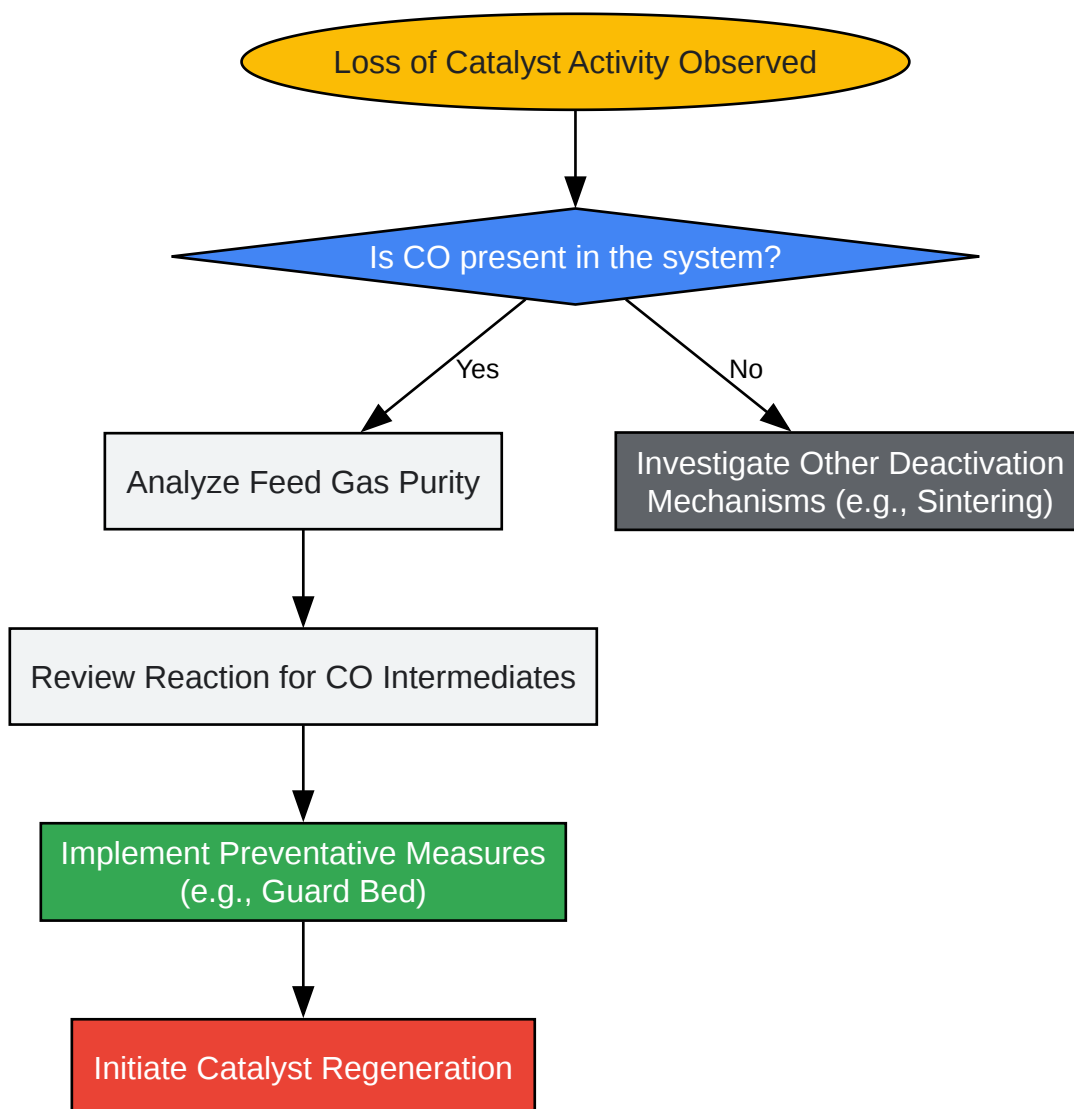 Loss of Catalyst Activity Observed
Is CO present in the system?
Yes
No
Analyze Feed Gas Purity
Investigate Other Deactivation
Mechanisms (e.g., Sintering)
Review Reaction for CO Intermediates
Implement Preventative Measures
(e.g., Guard Bed)
Initiate Catalyst Regeneration